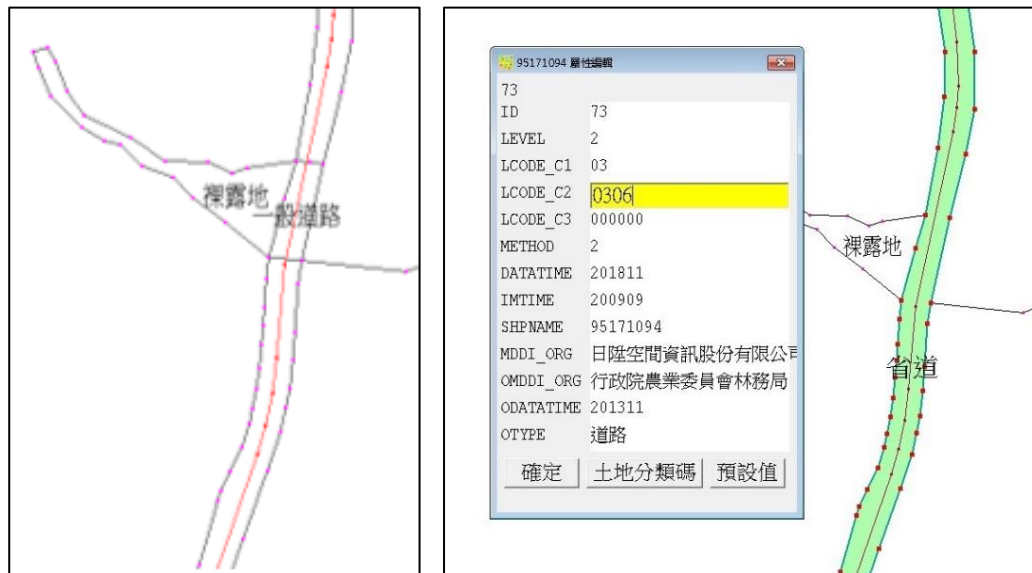 裸露地
一般道路
95171094 屬性編輯
73
ID 73
LEVEL 2
LCODE_C1 03
LCODE_C2 0306
LCODE_C3 000000
METHOD 2
DATATIME 201811
IMTIME 200909
SHPNAME 95171094
MDDI_ORG 日陞空間資訊股份有限公司
OMDDI_ORG 行政院農業委員會林務局
ODATATIME 201311
OTYPE 道路
確定 土地分類碼 預設值
裸露地
省道